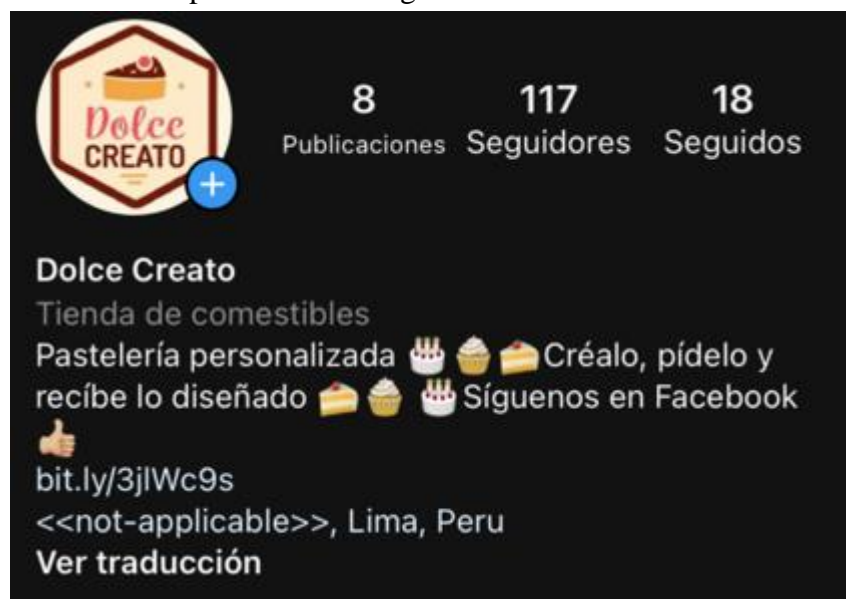 Dolce
CREATO
8 117 18
Publicaciones Seguidores Seguidos
Dolce Creato
Tienda de comestibles
Pastelería personalizada 🎂 🧁 🍰Créalo, pídelo y
recíbe lo diseñado 🍰 🧁 🎂Síguenos en Facebook
👍🏼
bit.ly/3jlWc9s
<<not-applicable>>, Lima, Peru
Ver traducción